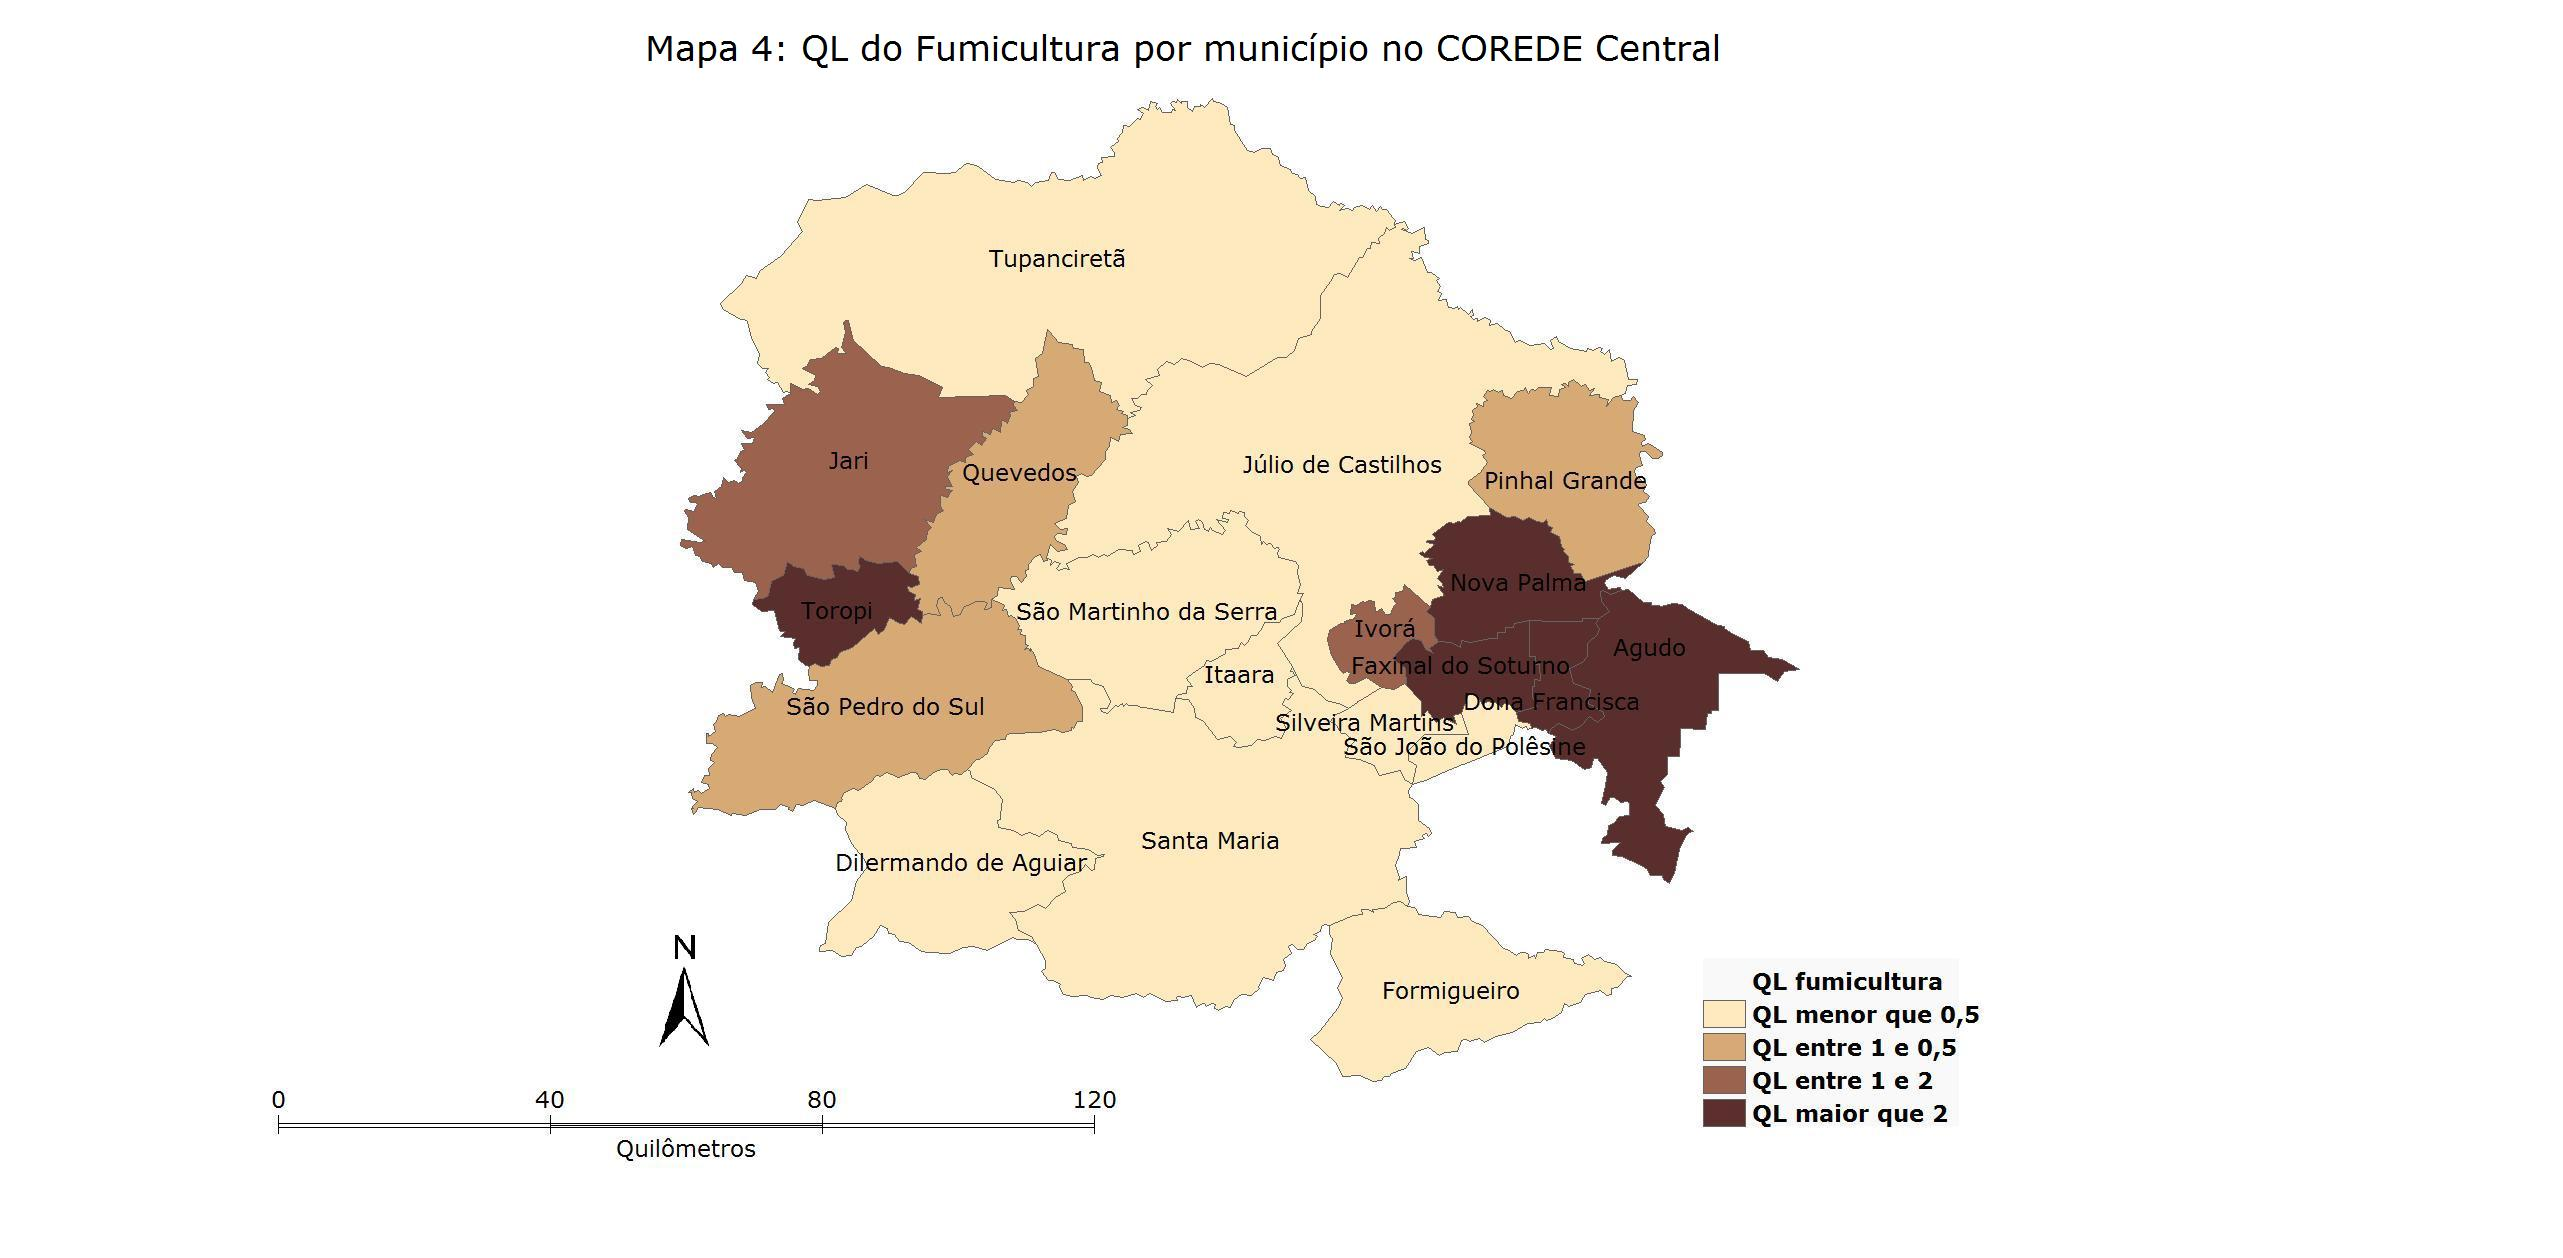 Mapa 4: QL do Fumicultura por município no COREDE Central
Tupanciretã
Jari
Quevedos
Júlio de Castilhos
Pinhal Grande
Nova Palma
Toropi
São Martinho da Serra
Ivorá
Agudo
Faxinal do Soturno
Itaara
Dona Francisca
São Pedro do Sul
Silveira Martins
São João do Polêsine
Santa Maria
Dilermando de Aguiar
N
Formigueiro
QL fumicultura
QL menor que 0,5
QL entre 1 e 0,5
QL entre 1 e 2
QL maior que 2
0 40 80 120
Quilômetros